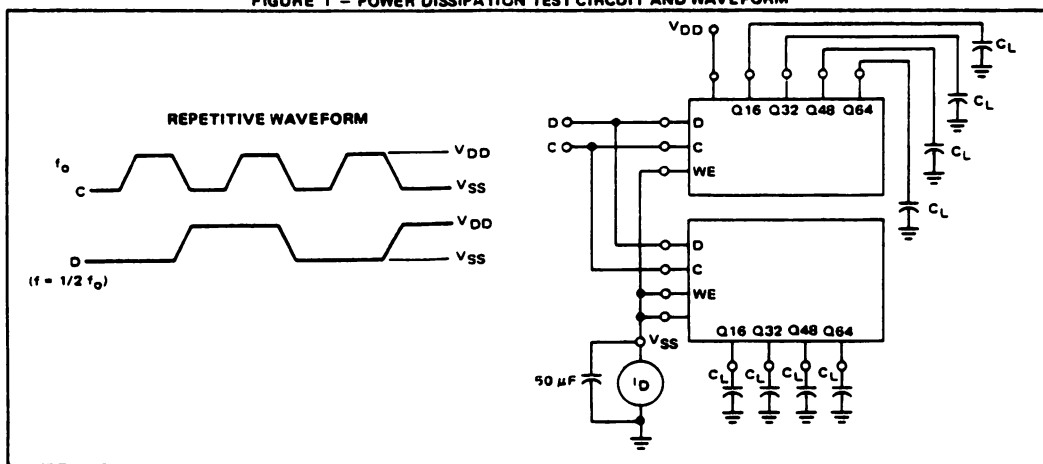 FIGURE 1 – POWER DISSIPATION TEST CIRCUIT AND WAVEFORM
REPETITIVE WAVEFORM
fo
C
VDD
VSS
D
VDD
VSS
(f = 1/2 fo)
VDD
CL
CL
CL
CL
Q16 Q32 Q48 Q64
D
C
D
C
WE
D
C
WE
Q16 Q32 Q48 Q64
VSS
50 µF
ID
CL CL CL CL